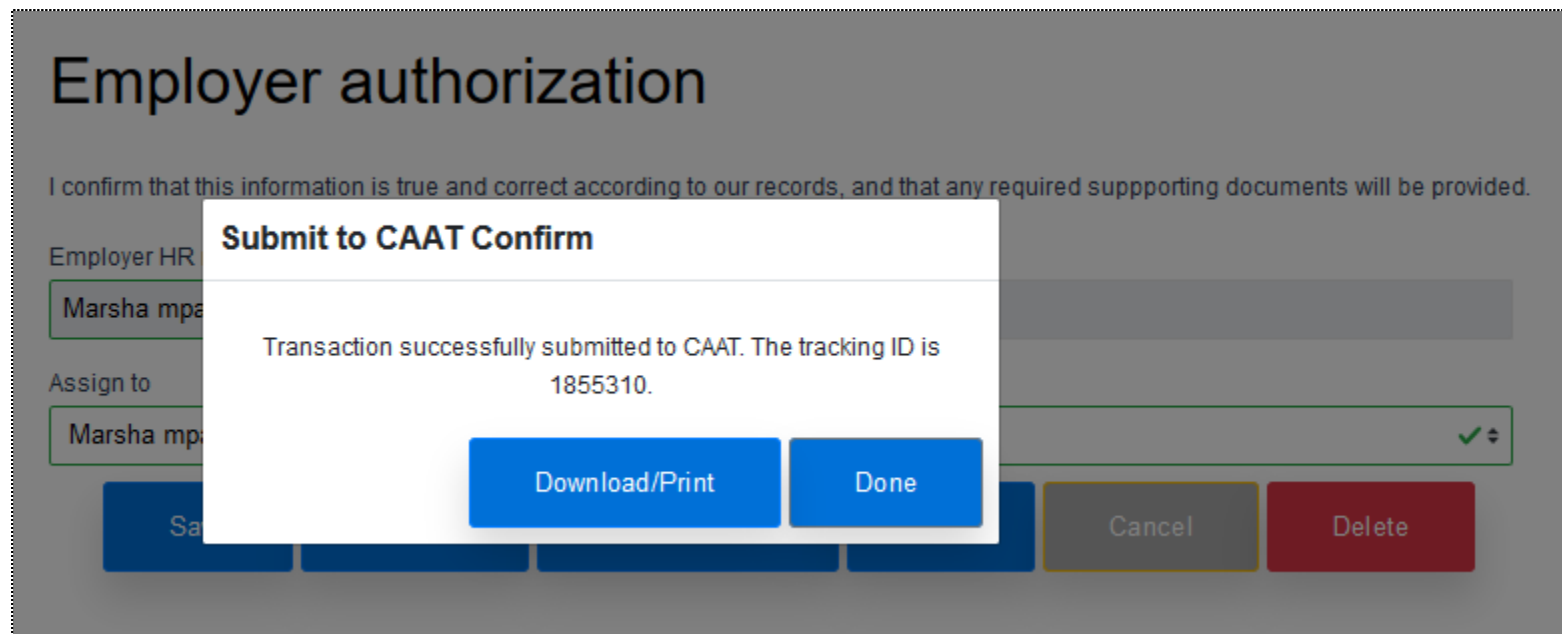 Employer authorization
I confirm that this information is true and correct according to our records, and that any required suppporting documents will be provided.
Submit to CAAT Confirm
Employer HR
Marsha
Transaction successfully submitted to CAAT. The tracking ID is
1855310.
Assign to
Marsha
Download/Print Done
Cancel Delete